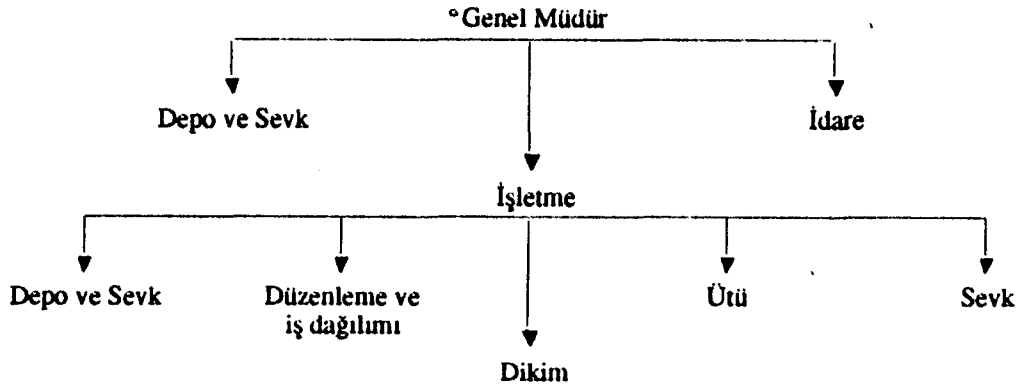 Genel Müdür
Depo ve Sevk
İdare
İşletme
Depo ve Sevk
Düzenleme ve
iş dağılımı
Ütü
Sevk
Dikim